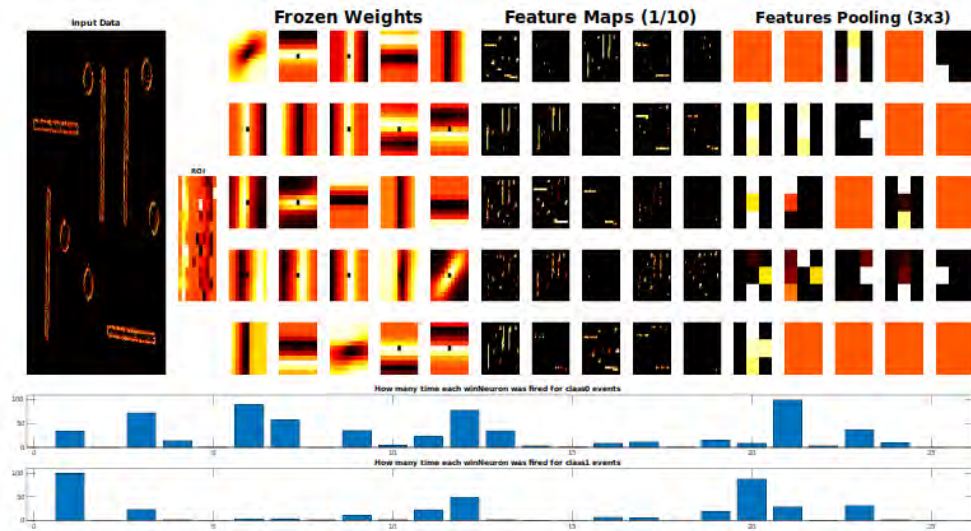 Input Data
Frozen Weights
Feature Maps (1/10)
Features Pooling (3x3)
ROI
How many time each winNeuron was fired for class0 events
100
50
0
0 5 10 15 20 25
How many time each winNeuron was fired for class1 events
100
50
0
0 5 10 15 20 25